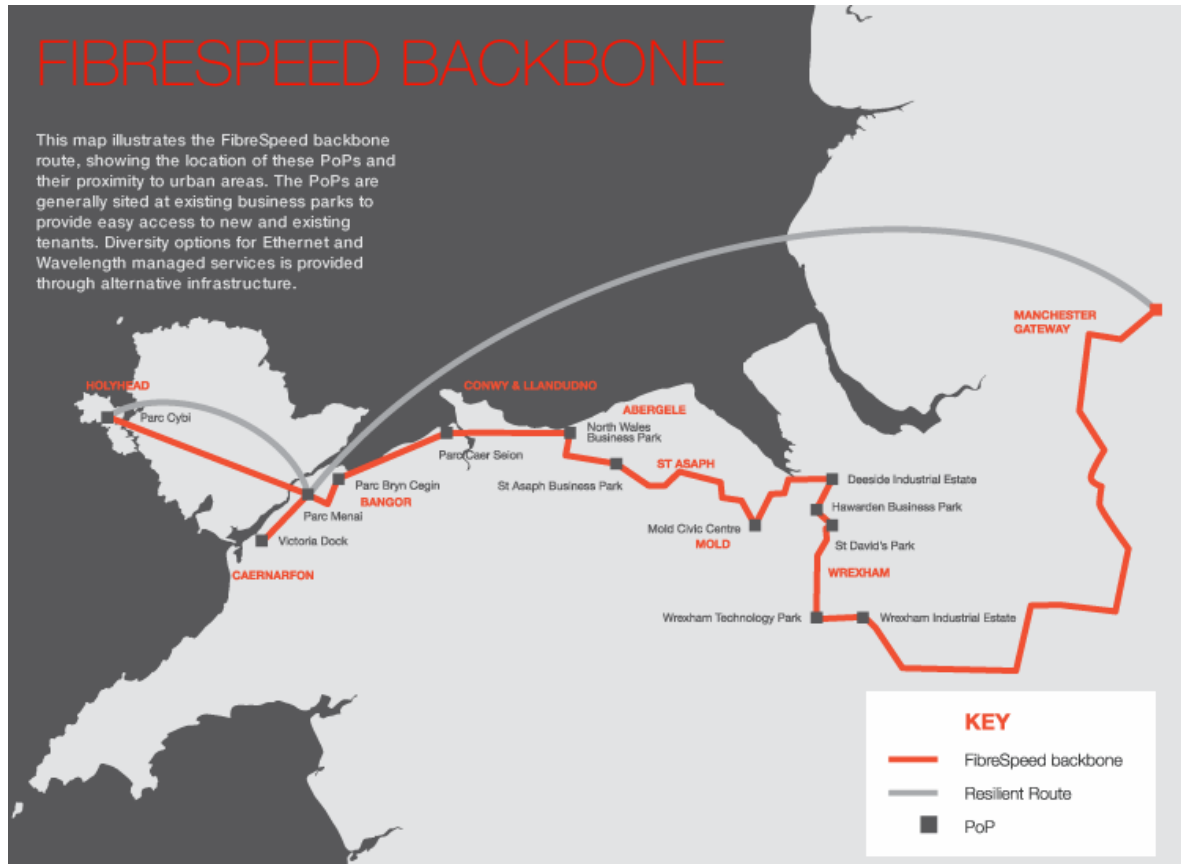 FIBRESPEED BACKBONE
This map illustrates the FibreSpeed backbone
route, showing the location of these PoPs and
their proximity to urban areas. The PoPs are
generally sited at existing business parks to
provide easy access to new and existing
tenants. Diversity options for Ethernet and
Wavelength managed services is provided
through alternative infrastructure.
MANCHESTER
GATEWAY
HOLYHEAD
Parc Cybi
CONWY & LLANDUDNO
ABERGELE
North Wales
Business Park
Parc Caer Seion
ST ASAPH
St Asaph Business Park
Parc Bryn Cegin
BANGOR
Parc Menai
Victoria Dock
CAERNARFON
Deeside Industrial Estate
Hawarden Business Park
Mold Civic Centre
MOLD
St David's Park
WREXHAM
Wrexham Technology Park
Wrexham Industrial Estate
KEY
FibreSpeed backbone
Resilient Route
PoP